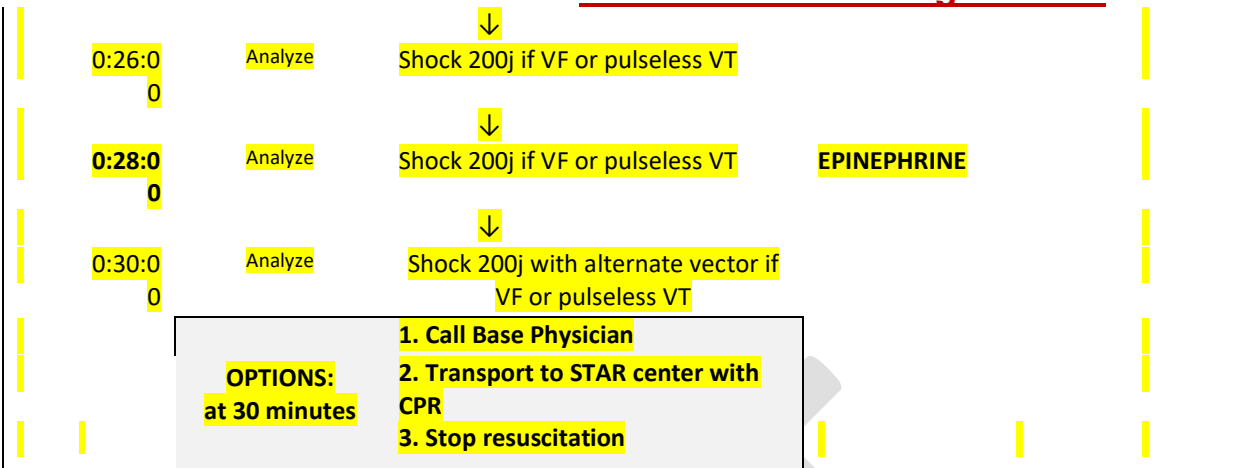 ↓
0:26:0 Analyze Shock 200j if VF or pulseless VT
0
↓
0:28:0 Analyze Shock 200j if VF or pulseless VT EPINEPHRINE
0
↓
0:30:0 Analyze Shock 200j with alternate vector if
0 VF or pulseless VT
1. Call Base Physician
OPTIONS: 2. Transport to STAR center with
at 30 minutes CPR
3. Stop resuscitation